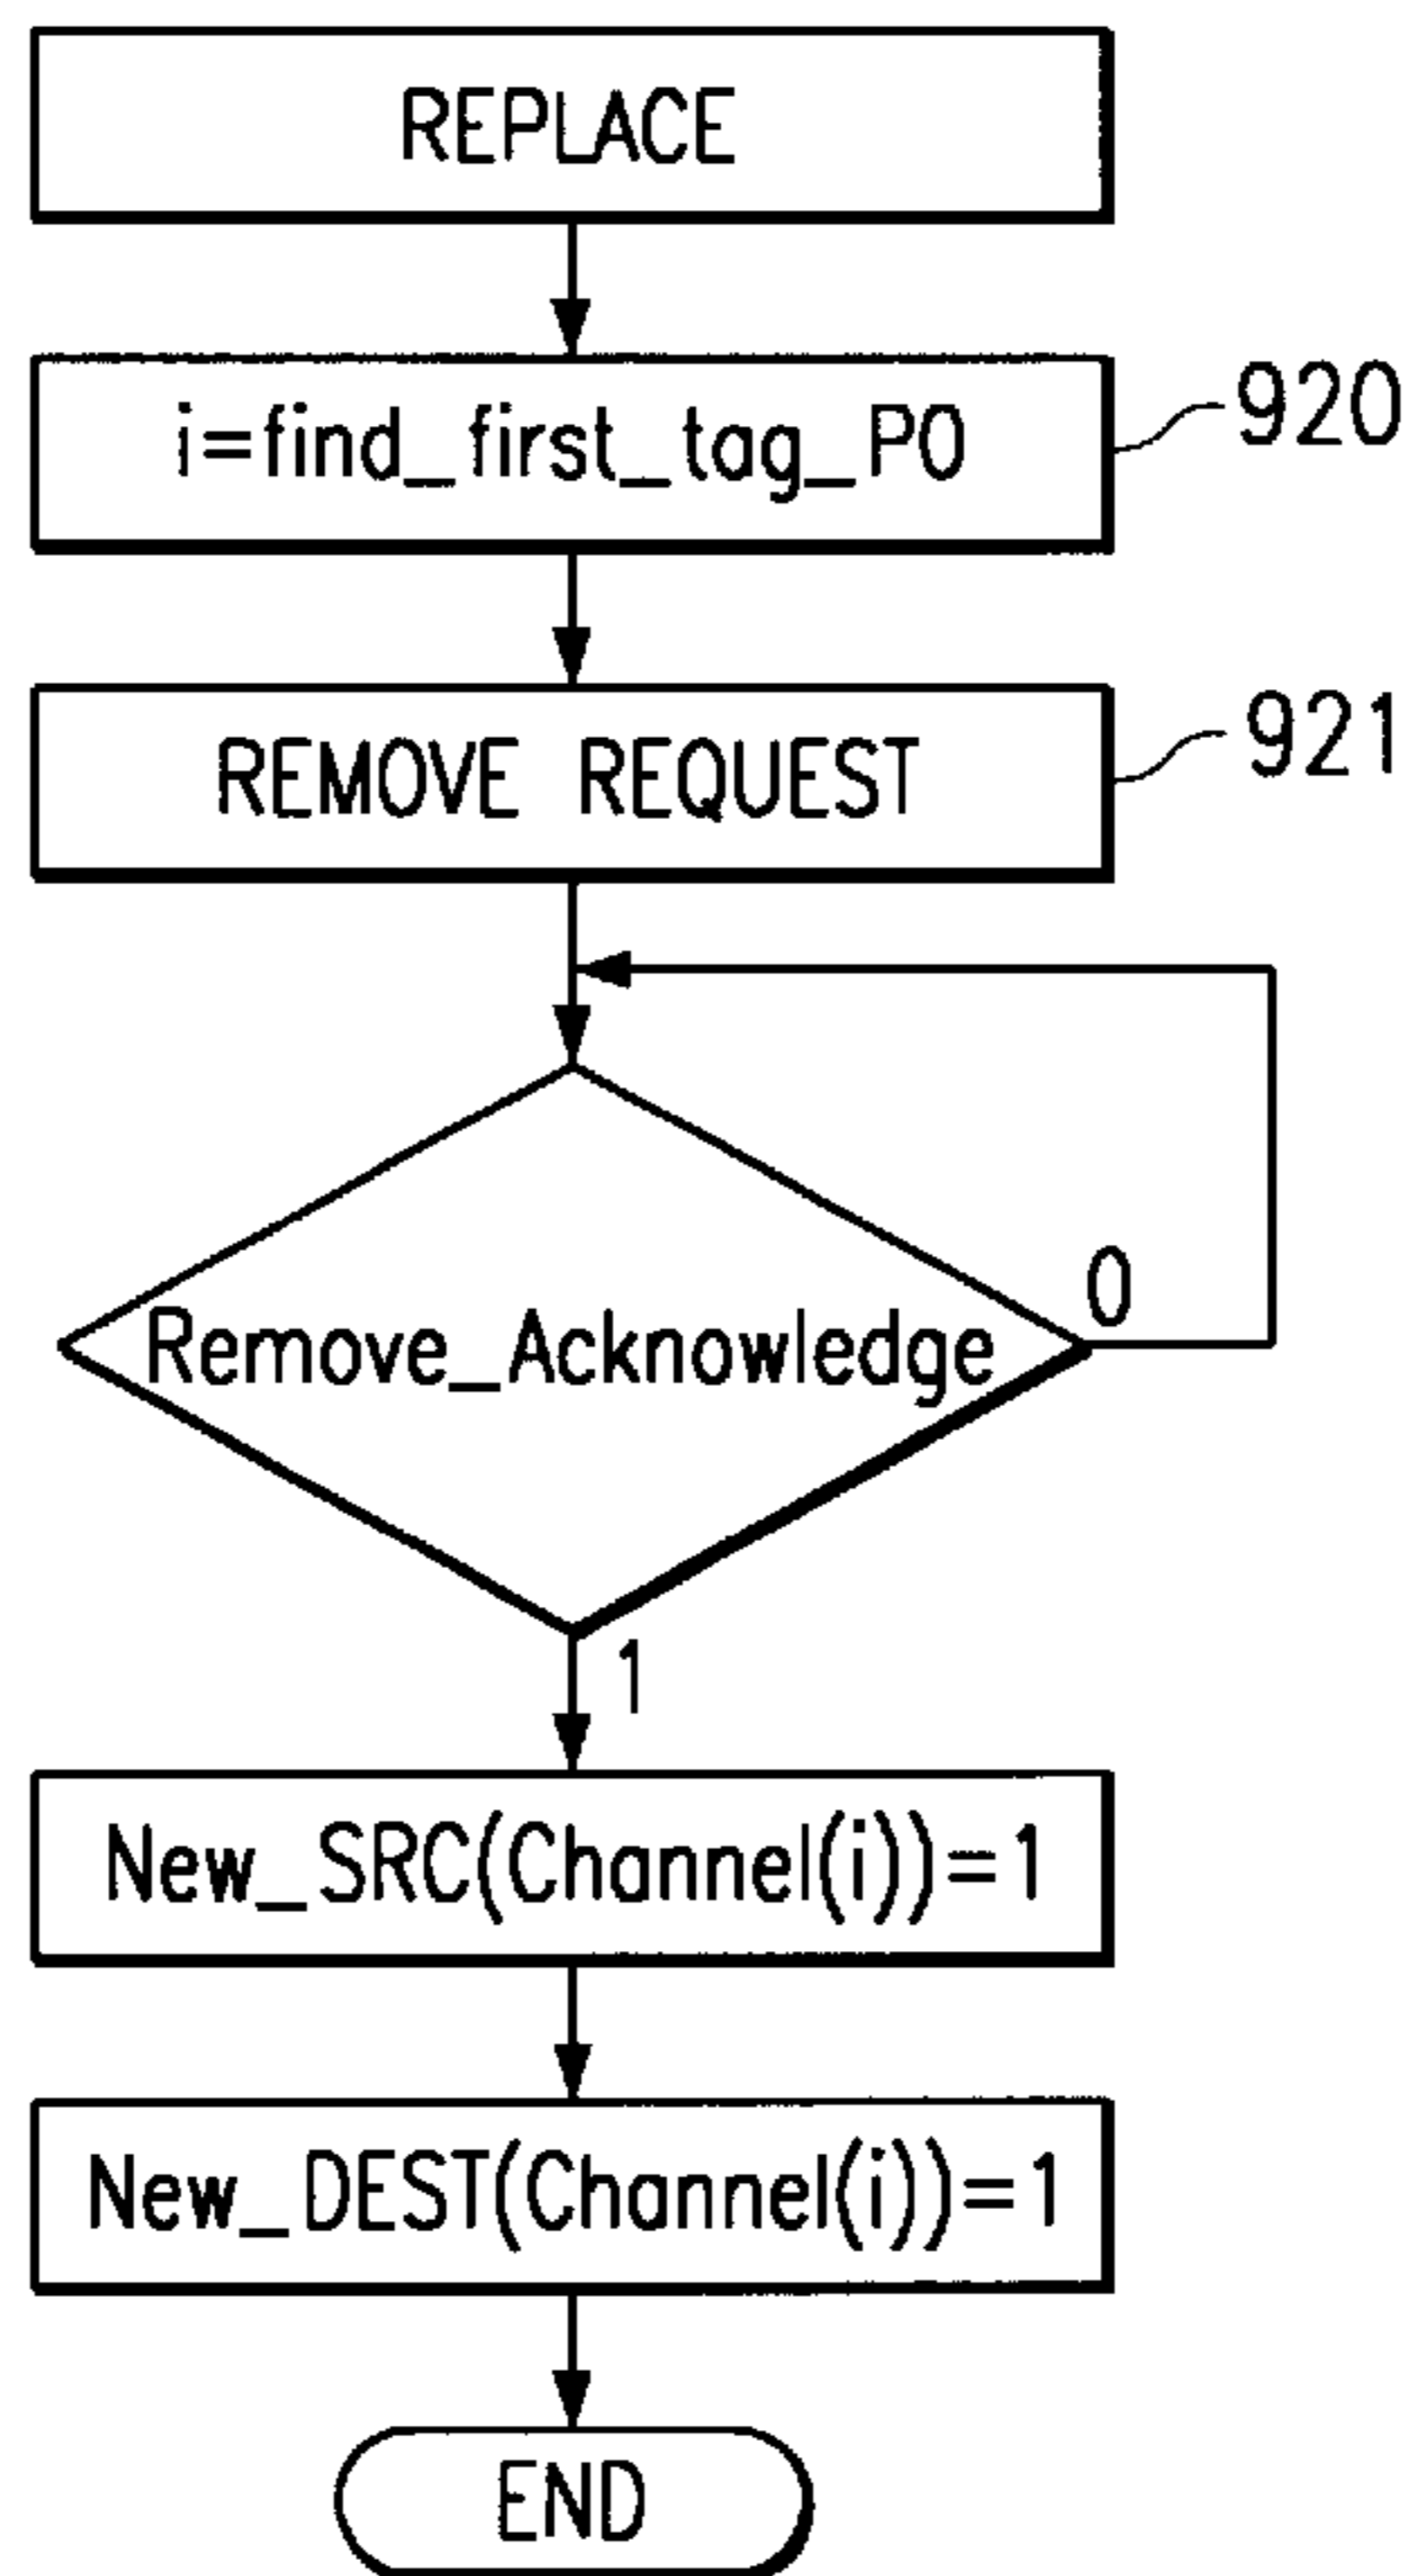 REPLACE
i=find_first_tag_P0
920
REMOVE REQUEST
921
Remove_Acknowledge
0
1
New_SRC(Channel(i))=1
New_DEST(Channel(i))=1
END